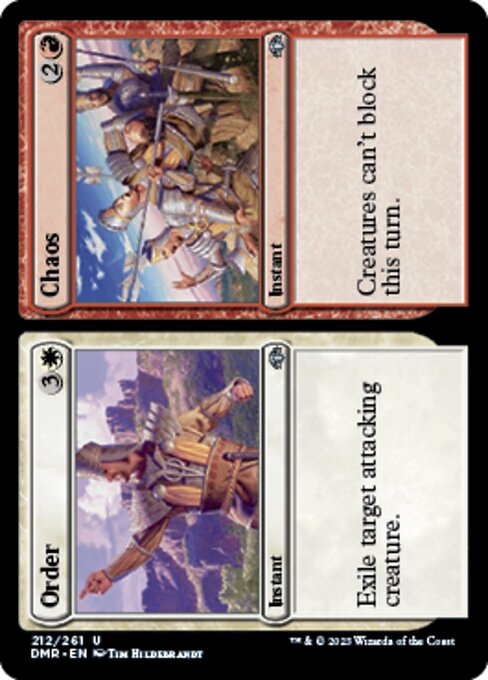 Order 3
Instant
Exile target attacking
creature.
Chaos 2
Instant
Creatures can't block
this turn.
212/261 U
DMR • EN Tim Hildebrandt
™ & © 2023 Wizards of the Coast